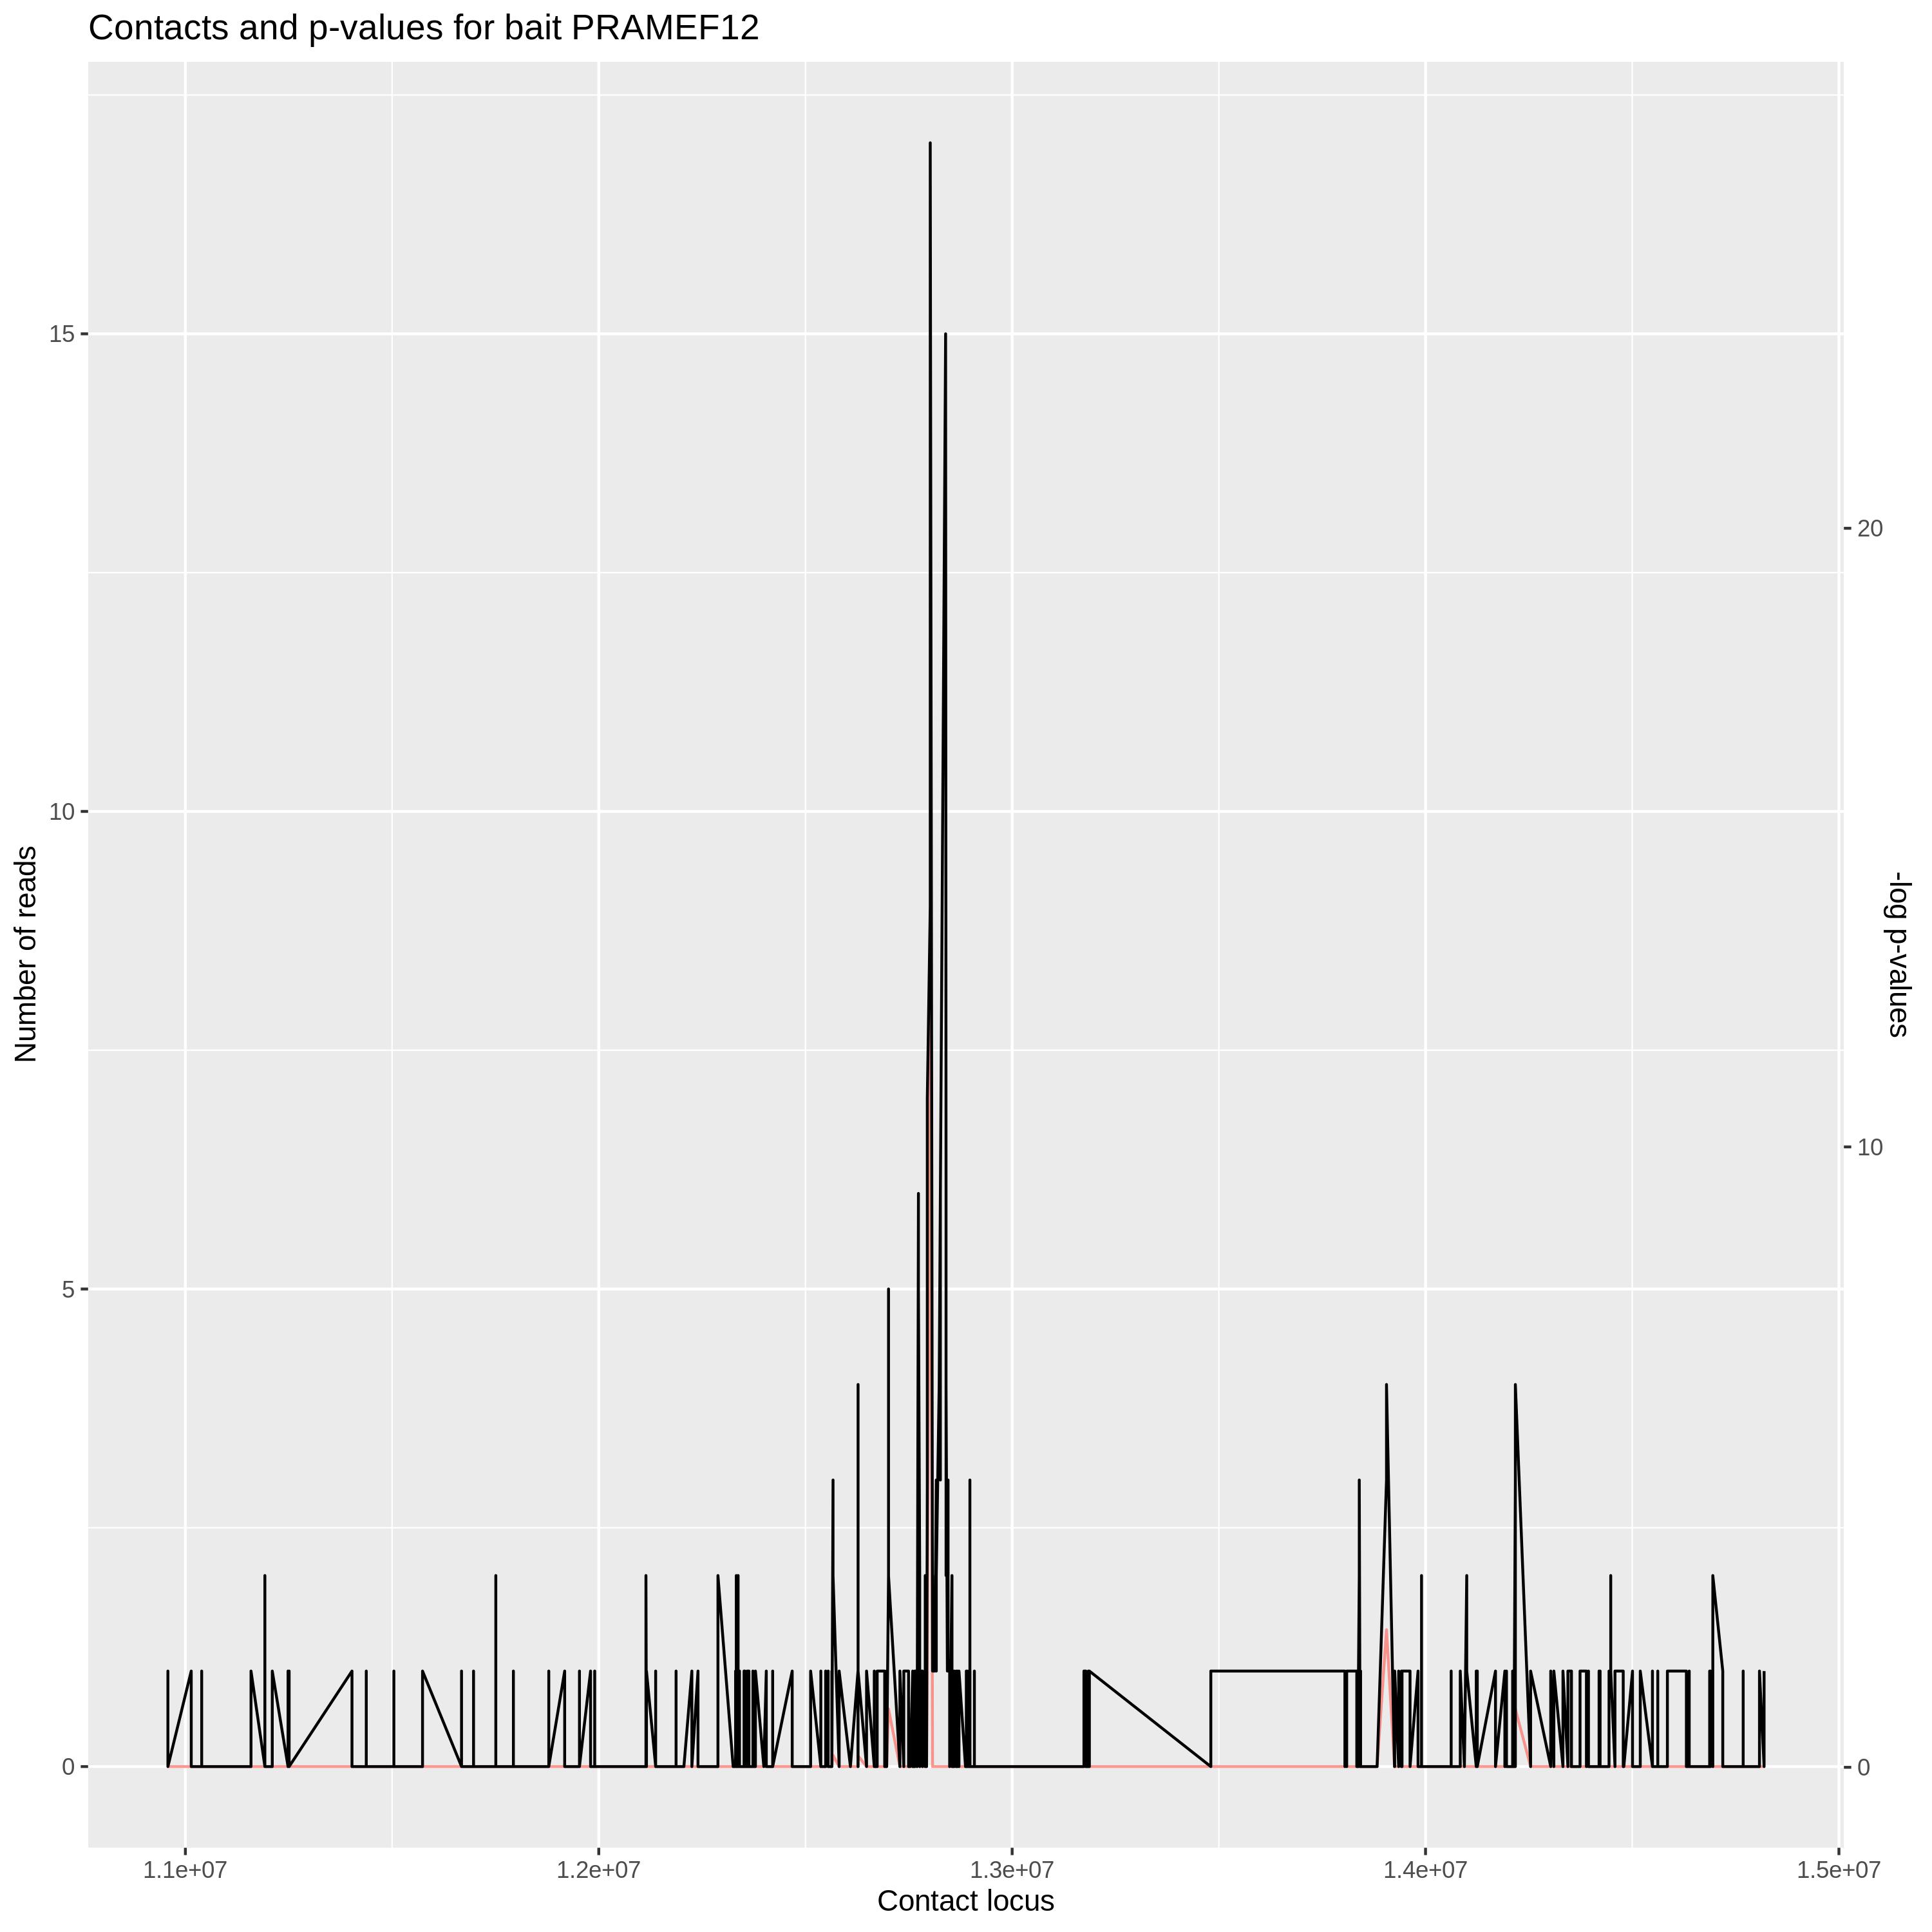 Contacts and p-values for bait PRAMEF12
15
10
5
0
Number of reads
20
10
0
-log p-values
1.1e+07
1.2e+07
1.3e+07
1.4e+07
1.5e+07
Contact locus